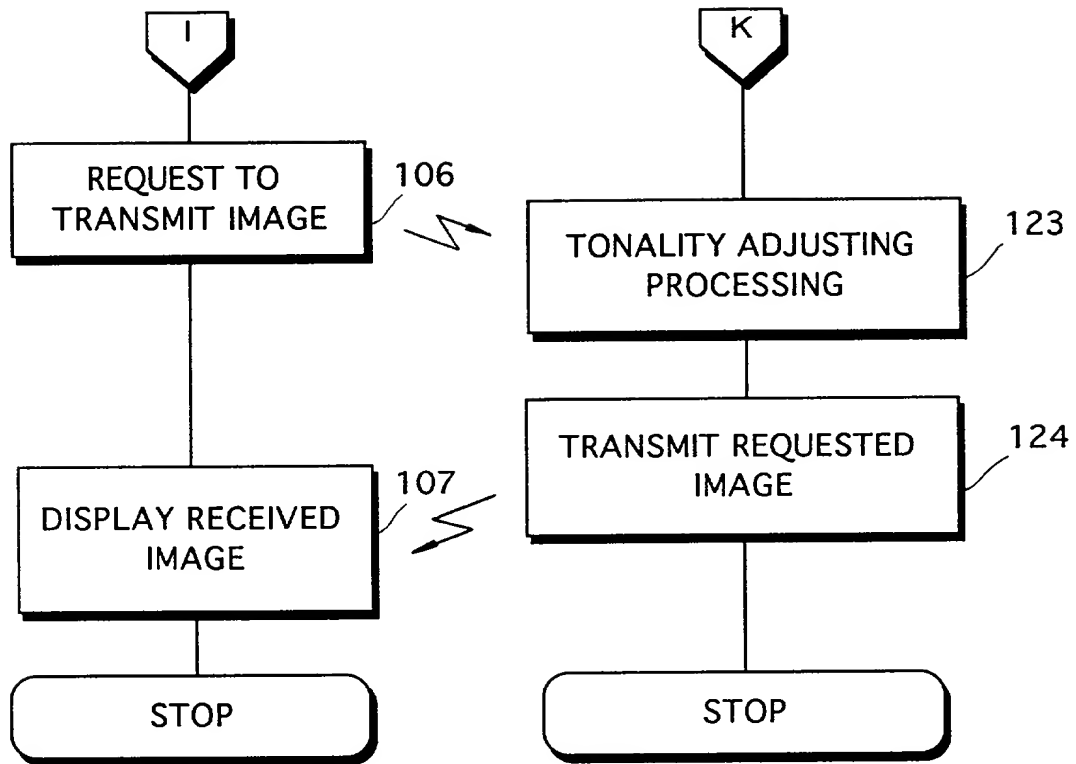 I
REQUEST TO
TRANSMIT IMAGE
106
DISPLAY RECEIVED
IMAGE
107
STOP
K
TONALITY ADJUSTING
PROCESSING
123
TRANSMIT REQUESTED
IMAGE
124
STOP